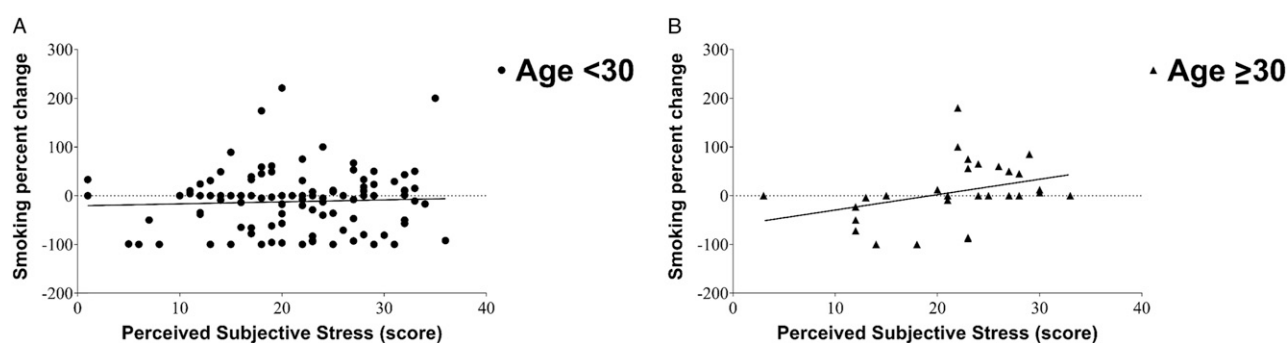 A
Smoking percent change
300
200
100
0
-100
-200
0 10 20 30 40
Perceived Subjective Stress (score)
Age <30
B
Smoking percent change
300
200
100
0
-100
-200
0 10 20 30 40
Perceived Subjective Stress (score)
Age ≥30